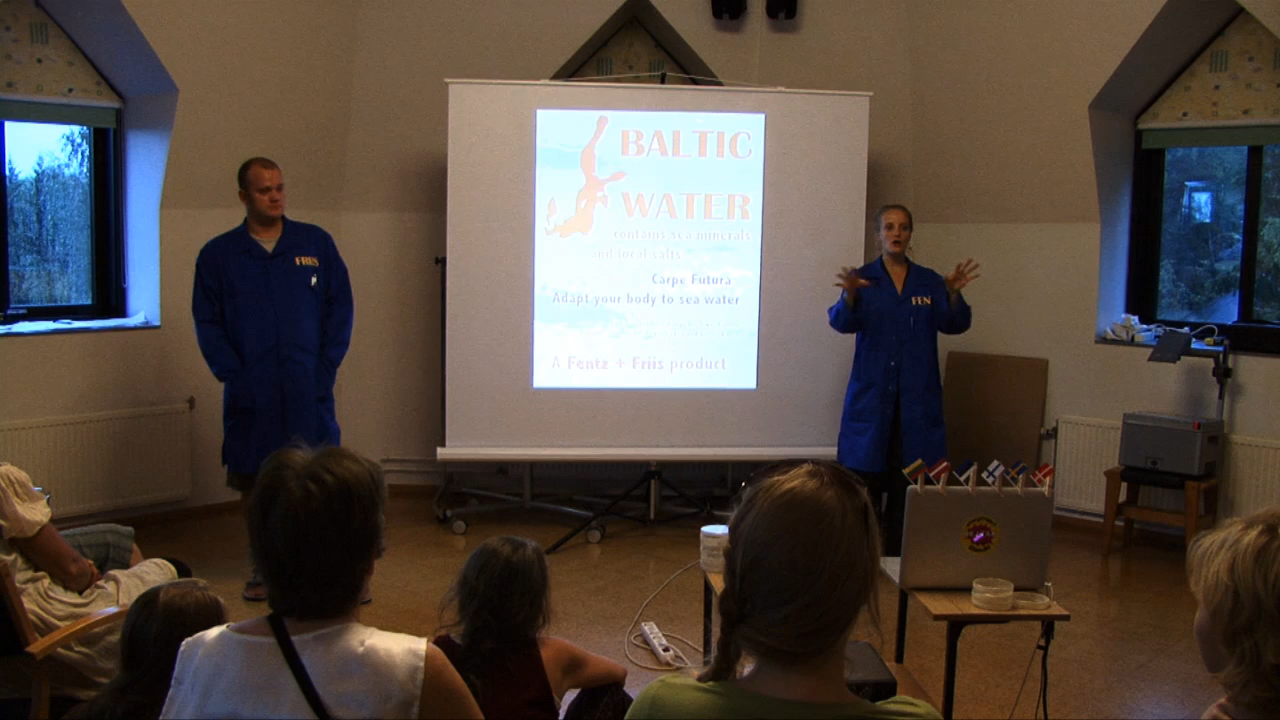 BALTIC
WATER
contains sea minerals
and local salts
Carpe Futura
Adapt your body to sea water
A Fentz + Friis product
FRIIS
FEN